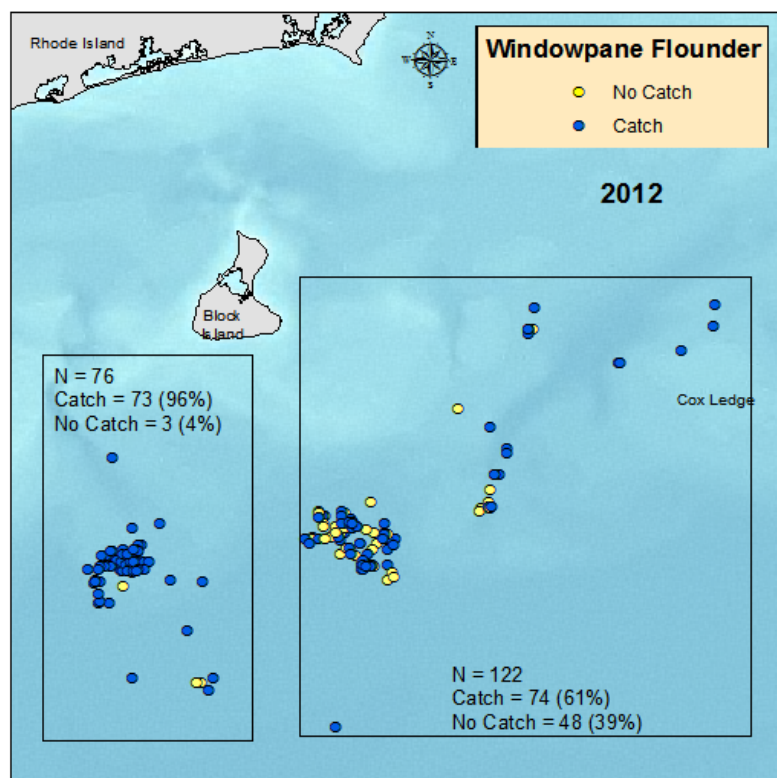 Rhode Island
N
W
E
S
Windowpane Flounder
No Catch
Catch
2012
Block
Island
N = 76
Catch = 73 (96%)
No Catch = 3 (4%)
Cox Ledge
N = 122
Catch = 74 (61%)
No Catch = 48 (39%)